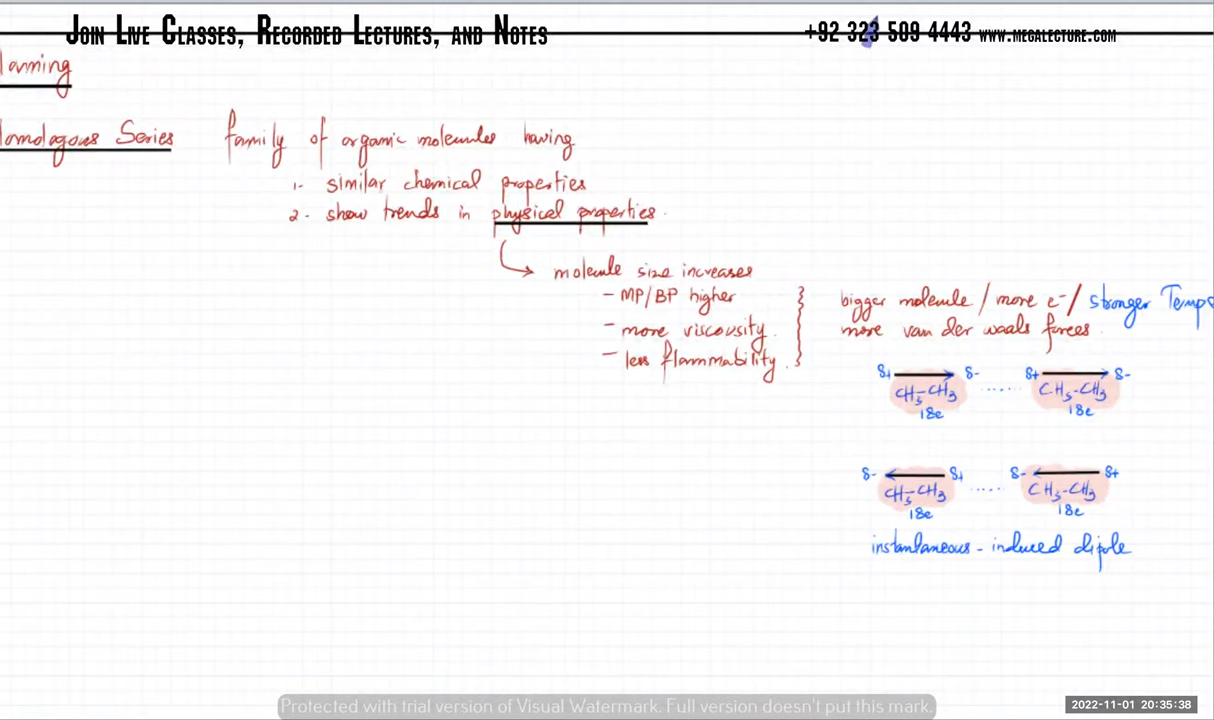 JOIN LIVE CLASSES, RECORDED LECTURES, AND NOTES
+92 323 509 4443 WWW.MEGALECTURE.COM
Homologous Series family of organic molecules having
1- similar chemical properties
2- show trends in physical properties.
molecule size increases
- MP/BP higher
- more viscousity.
- less flammability.
bigger molecule / more e-/ stronger Temp
more van der waals forces.
δ+ δ- δ+ δ-
CH3-CH3 ...... CH3-CH3
18e 18e
δ- δ+ δ- δ+
CH3-CH3 ...... CH3-CH3
18e 18e
instantaneous - induced dipole
Protected with trial version of Visual Watermark. Full version doesn't put this mark.
2022-11-01 20:35:38